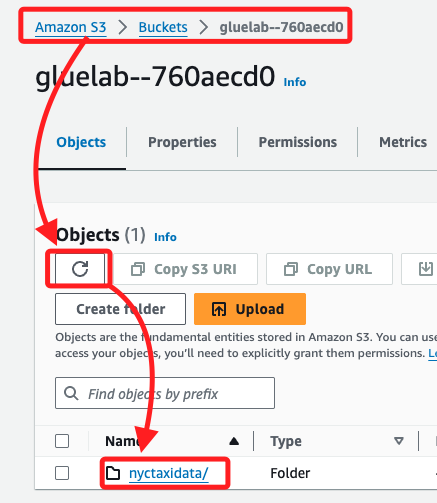 Amazon S3 > Buckets > gluelab--760aecd0
gluelab--760aecd0 Info
Objects Properties Permissions Metrics
Objects (1) Info
Copy S3 URI Copy URL
Create folder Upload
Objects are the fundamental entities stored in Amazon S3. You can use
access your objects, you'll need to explicitly grant them permissions.
Find objects by prefix
Name Type
nyctaxidata/ Folder